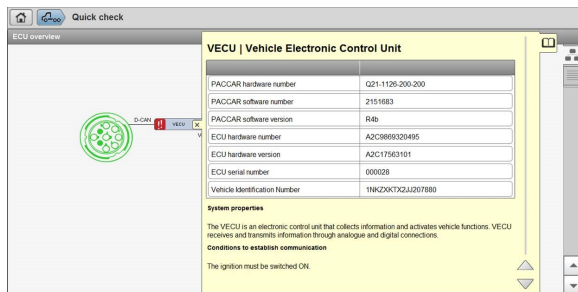 Quick check
ECU overview
D-CAN
VECU
VECU | Vehicle Electronic Control Unit
PACCAR hardware number Q21-1126-200-200
PACCAR software number 2151683
PACCAR software version R4b
ECU hardware number A2C9869320495
ECU hardware version A2C17563101
ECU serial number 000028
Vehicle Identification Number 1NKZXKTX2JJ207880
System properties
The VECU is an electronic control unit that collects information and activates vehicle functions. VECU
receives and transmits information through analogue and digital connections.
Conditions to establish communication
The ignition must be switched ON.